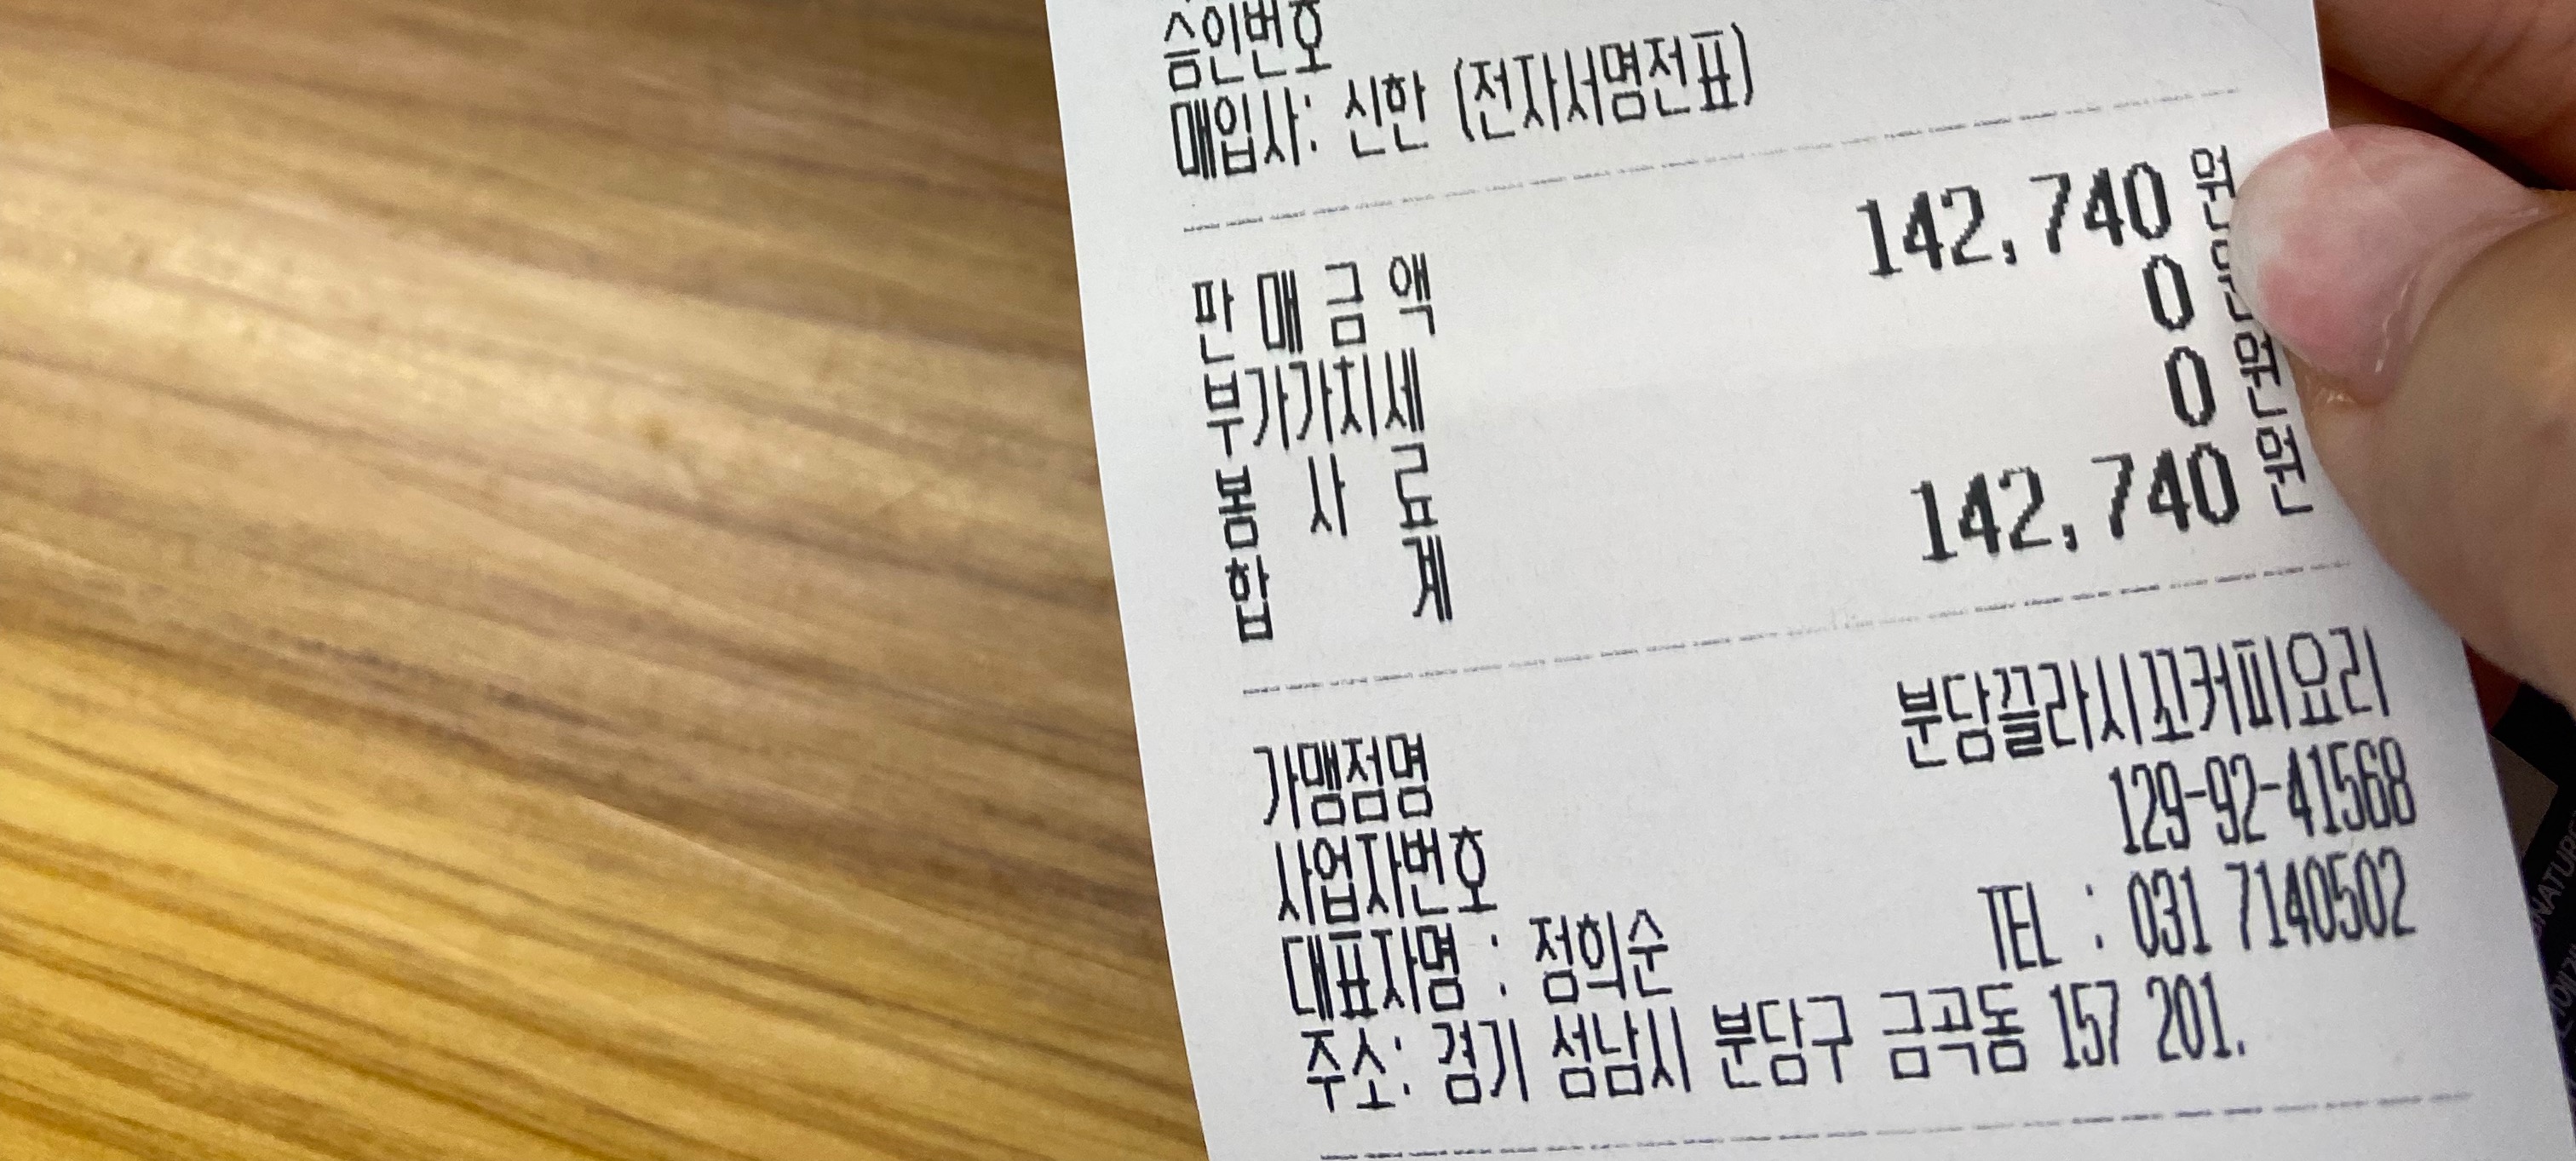 승인번호
매입사: 신한 (전자서명전표)
판 매 금 액 142,740 원
부가가치세 0 원
봉 사 료 0 원
합 계 142,740 원
가맹점명 분당끌라시꼬커피요리
사업자번호 129-92-41568
대표자명 : 정희순 TEL : 031 7140502
주소: 경기 성남시 분당구 금곡동 157 201.